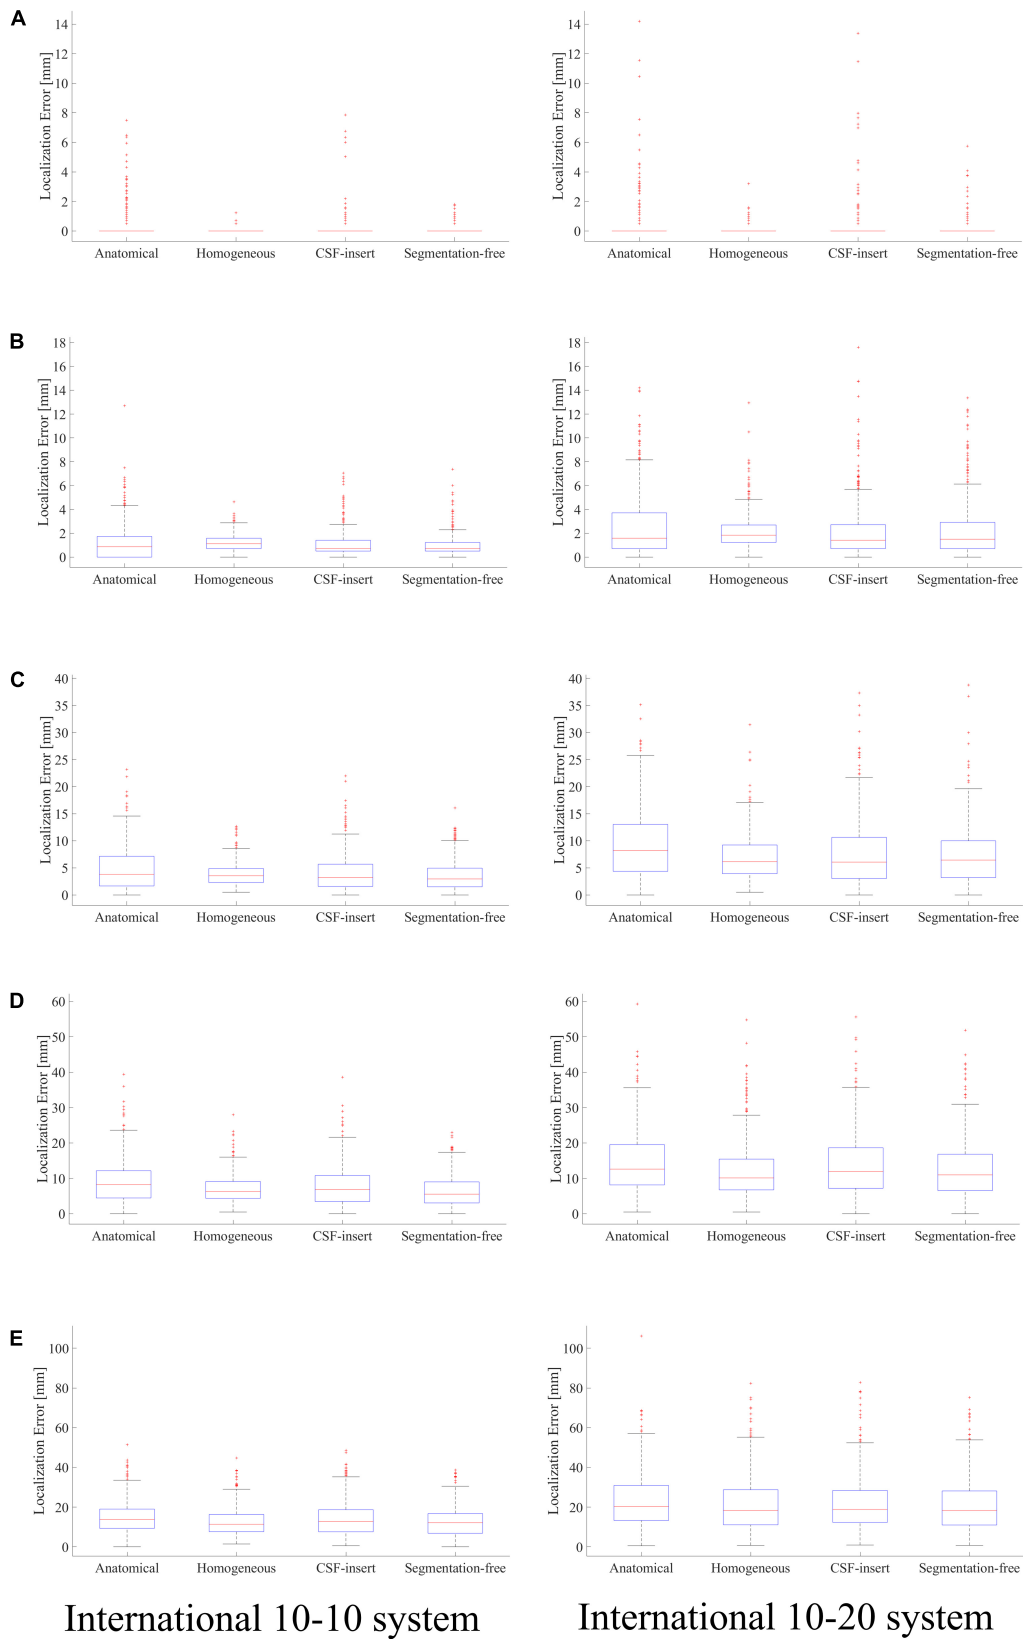 A
Localization Error [mm]
14
12
10
8
6
4
2
0
Anatomical Homogeneous CSF-insert Segmentation-free
Localization Error [mm]
14
12
10
8
6
4
2
0
Anatomical Homogeneous CSF-insert Segmentation-free
B
Localization Error [mm]
18
16
14
12
10
8
6
4
2
0
Anatomical Homogeneous CSF-insert Segmentation-free
Localization Error [mm]
18
16
14
12
10
8
6
4
2
0
Anatomical Homogeneous CSF-insert Segmentation-free
C
Localization Error [mm]
40
35
30
25
20
15
10
5
0
Anatomical Homogeneous CSF-insert Segmentation-free
Localization Error [mm]
40
35
30
25
20
15
10
5
0
Anatomical Homogeneous CSF-insert Segmentation-free
D
Localization Error [mm]
60
50
40
30
20
10
0
Anatomical Homogeneous CSF-insert Segmentation-free
Localization Error [mm]
60
50
40
30
20
10
0
Anatomical Homogeneous CSF-insert Segmentation-free
E
Localization Error [mm]
100
80
60
40
20
0
Anatomical Homogeneous CSF-insert Segmentation-free
Localization Error [mm]
100
80
60
40
20
0
Anatomical Homogeneous CSF-insert Segmentation-free
International 10-10 system
International 10-20 system